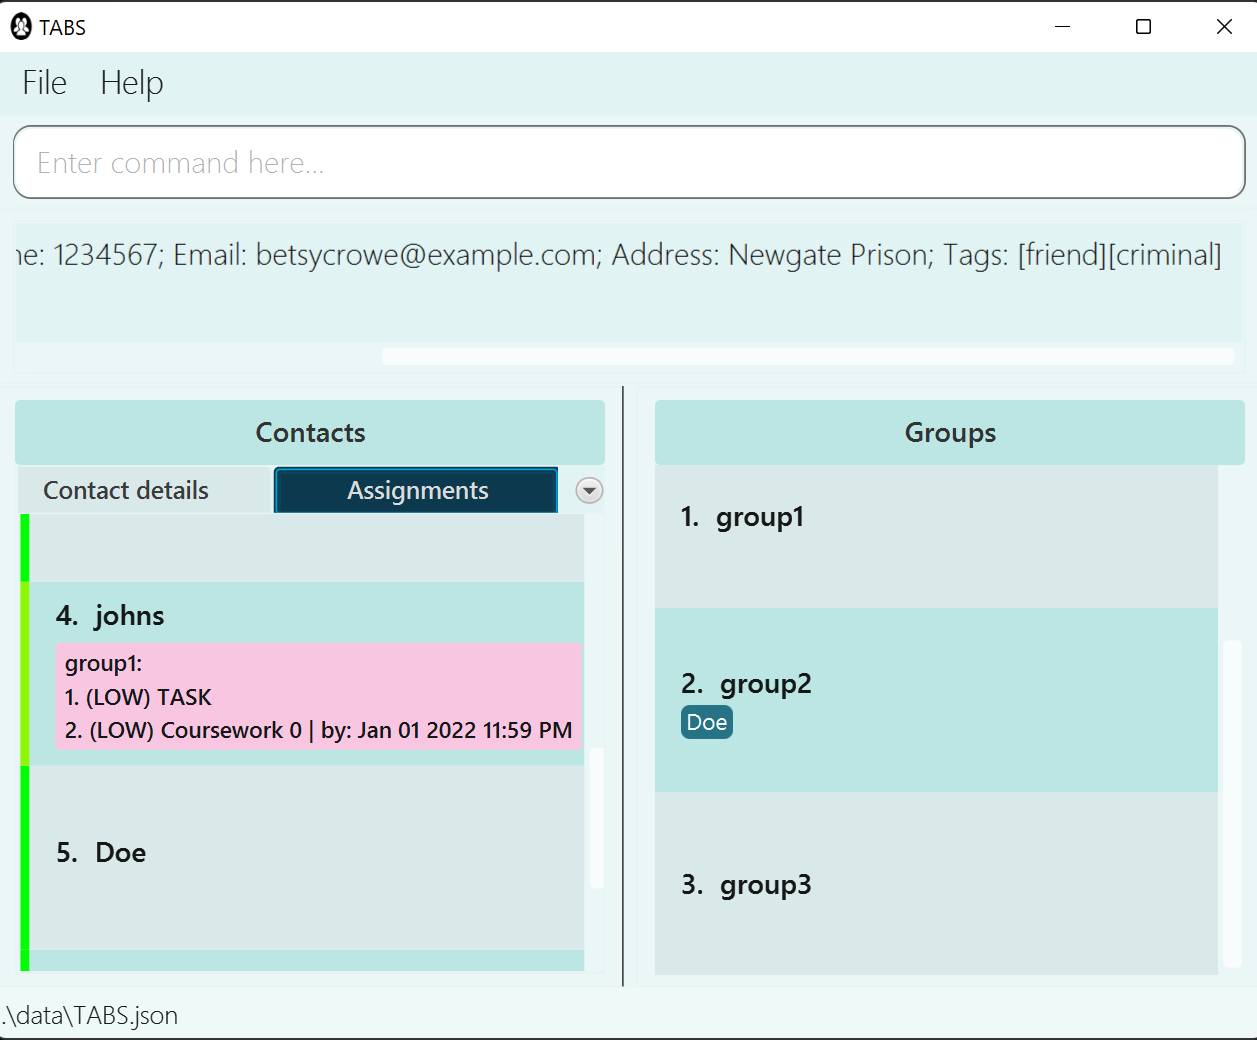 TABS
File Help
Enter command here...
1234567; Email: betsycrowe@example.com; Address: Newgate Prison; Tags: [friend][criminal]
Contacts
Contact details Assignments
4. johns
group1:
1. (LOW) TASK
2. (LOW) Coursework 0 | by: Jan 01 2022 11:59 PM
5. Doe
Groups
1. group1
2. group2
Doe
3. group3
.\data\TABS.json